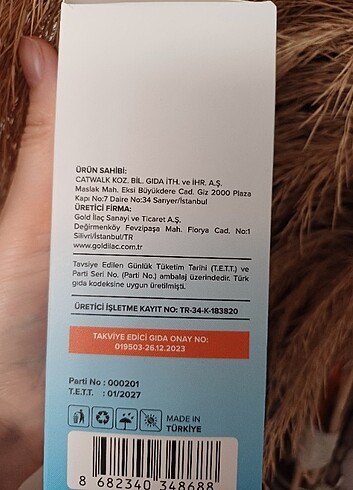 ÜRÜN SAHİBİ:
CATWALK KOZ. BİL. GIDA İTH. ve İHR. A.Ş.
Maslak Mah. Eksi Büyükdere Cad. Giz 2000 Plaza
Kapı No:7 Daire No:34 Sarıyer/İstanbul
ÜRETİCİ FİRMA:
Gold İlaç Sanayi ve Ticaret A.Ş.
Değirmenköy Fevzipaşa Mah. Florya Cad. No:1
Silivri/İstanbul/TR
www.goldilac.com.tr
Tavsiye Edilen Günlük Tüketim Tarihi (T.E.T.T.) ve
Parti Seri No. (Parti No.) ambalaj üzerindedir. Türk
gıda kodeksine uygun üretilmişti.
ÜRETİCİ İŞLETME KAYIT NO: TR-34-K-183820
TAKVİYE EDİCİ GIDA ONAY NO:
019503-26.12.2023
Parti No : 000201
T.E.T.T. : 01/2027
MADE IN
TÜRKİYE
8 682340 348688